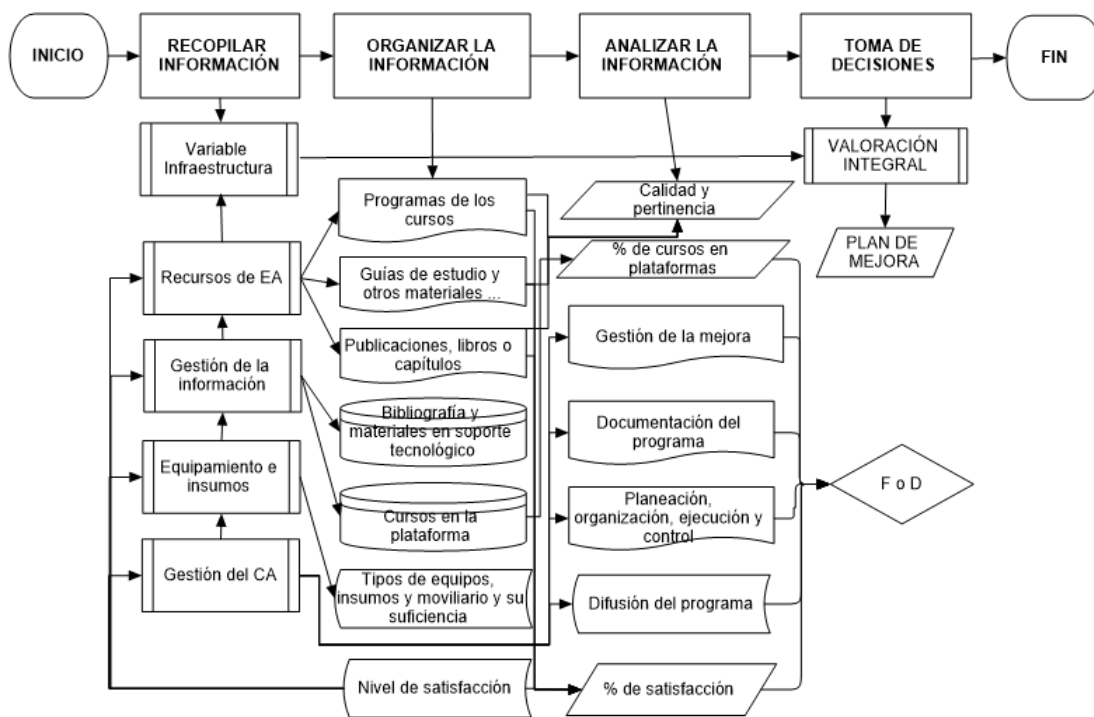 INICIO
RECOPILAR
INFORMACIÓN
ORGANIZAR LA
INFORMACIÓN
ANALIZAR LA
INFORMACIÓN
TOMA DE
DECISIONES
FIN
Variable
Infraestructura
VALORACIÓN
INTEGRAL
Programas de los
cursos
Calidad y
pertinencia
PLAN DE
MEJORA
Recursos de EA
Guías de estudio y
otros materiales ...
% de cursos en
plataformas
Gestión de la
información
Publicaciones, libros o
capítulos
Gestión de la mejora
Bibliografía y
materiales en soporte
tecnológico
Documentación del
programa
Equipamiento e
insumos
Cursos en la
plataforma
Planeación,
organización, ejecución y
control
F o D
Gestión del CA
Tipos de equipos,
insumos y moviliario y su
suficiencia
Difusión del programa
Nivel de satisfacción
% de satisfacción